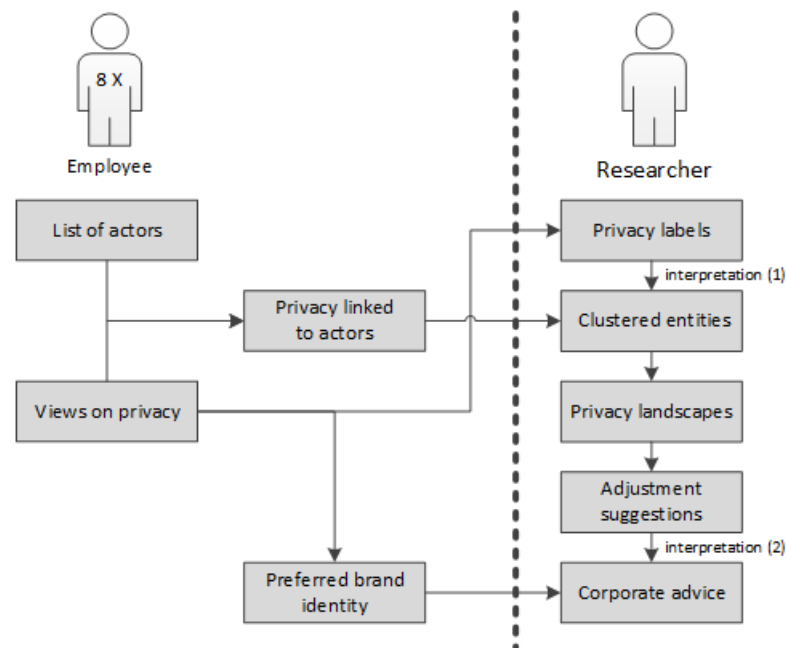 8 X
Employee
Researcher
List of actors
Privacy labels
interpretation (1)
Privacy linked
to actors
Clustered entities
Views on privacy
Privacy landscapes
Adjustment
suggestions
interpretation (2)
Preferred brand
identity
Corporate advice